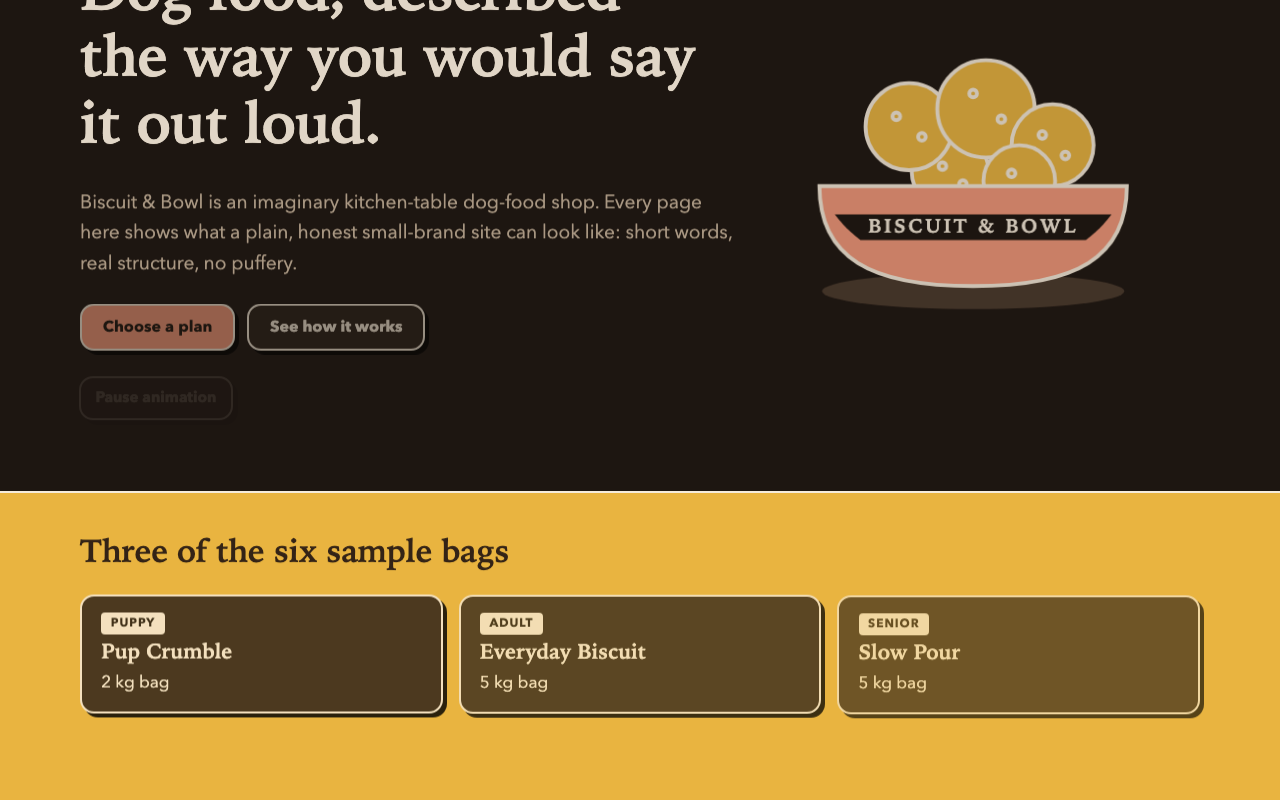 Dog food, described
the way you would say
it out loud.
Biscuit & Bowl is an imaginary kitchen-table dog-food shop. Every page
here shows what a plain, honest small-brand site can look like: short words,
real structure, no puffery.
BISCUIT & BOWL
Choose a plan
See how it works
Pause animation
Three of the six sample bags
PUPPY
Pup Crumble
2 kg bag
ADULT
Everyday Biscuit
5 kg bag
SENIOR
Slow Pour
5 kg bag